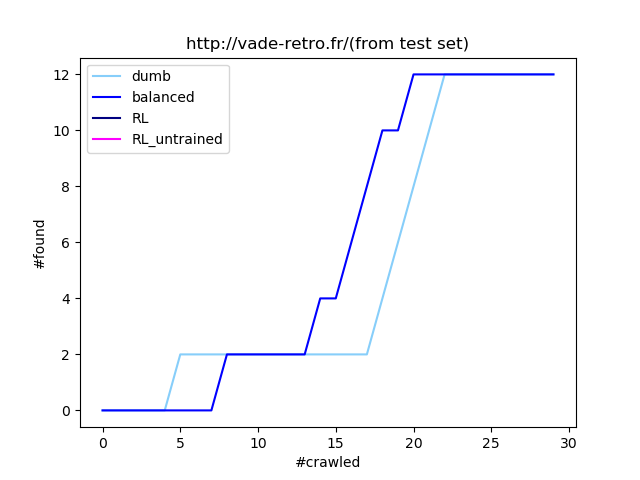 http://vade-retro.fr/(from test set)
dumb
balanced
RL
RL_untrained
12
10
8
6
4
2
0
#found
0 5 10 15 20 25 30
#crawled